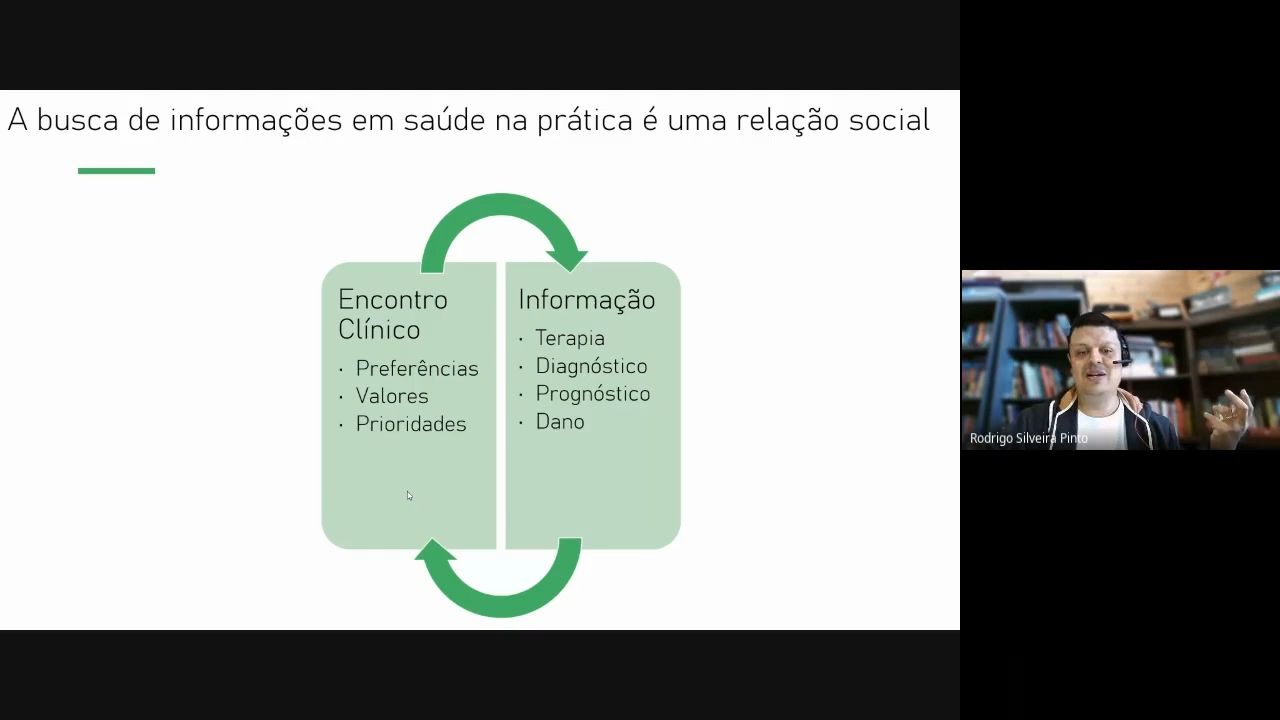 A busca de informações em saúde na prática é uma relação social
Encontro
Clínico
· Preferências
· Valores
· Prioridades
Informação
· Terapia
· Diagnóstico
· Prognóstico
· Dano
Rodrigo Silveira Pinto